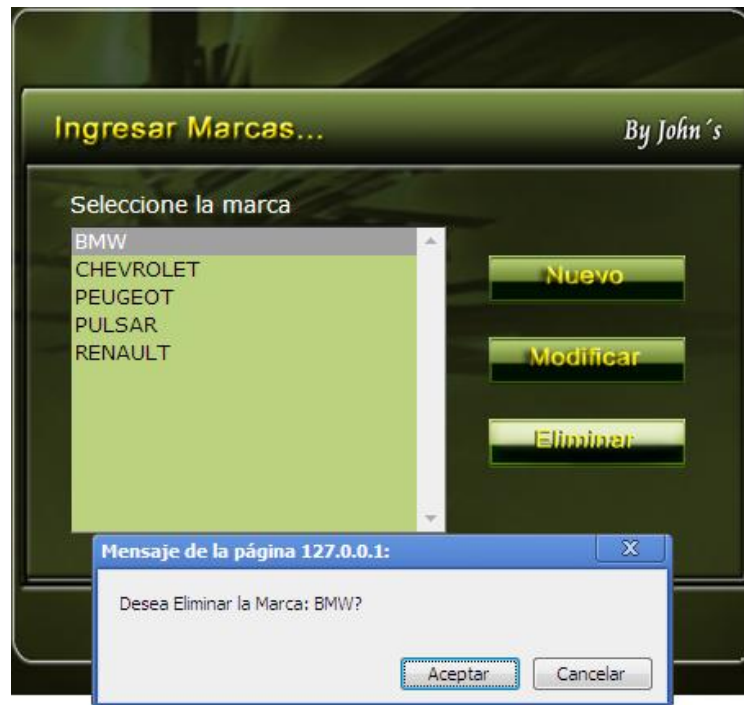 Ingresar Marcas...
By John´s
Seleccione la marca
BMW
CHEVROLET
PEUGEOT
PULSAR
RENAULT
Nuevo
Modificar
Eliminar
Mensaje de la página 127.0.0.1:
X
Desea Eliminar la Marca: BMW?
Aceptar
Cancelar